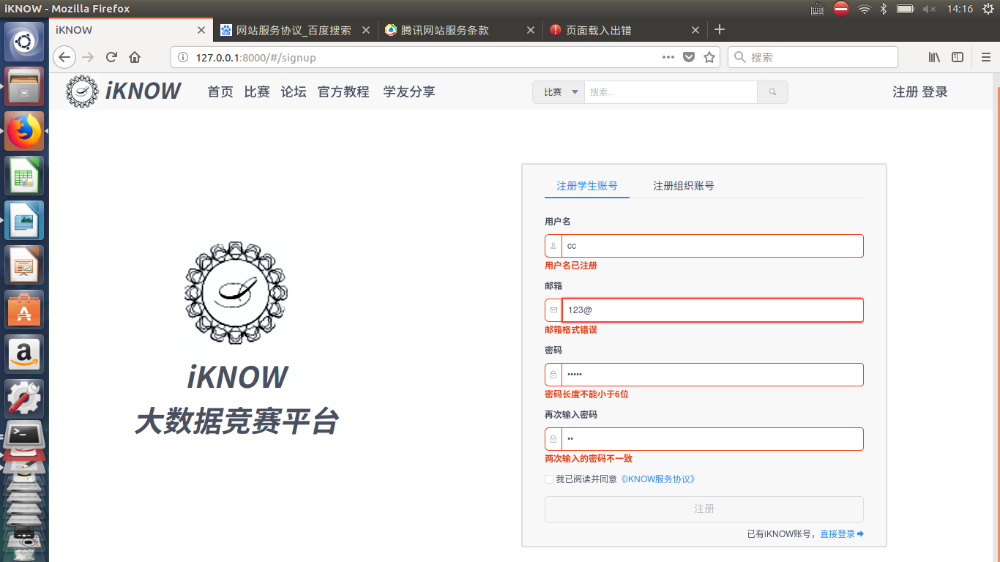 iKNOW - Mozilla Firefox
14:16
iKNOW
网站服务协议_百度搜索
腾讯网站服务条款
页面载入出错
127.0.0.1:8000/#/signup
搜索
iKNOW 首页 比赛 论坛 官方教程 学友分享
比赛
搜索...
注册 登录
iKNOW
大数据竞赛平台
注册学生账号 注册组织账号
用户名
cc
用户名已注册
邮箱
123@
邮箱格式错误
密码
•••••
密码长度不能小于6位
再次输入密码
••
两次输入的密码不一致
我已阅读并同意《iKNOW服务协议》
注册
已有iKNOW账号，直接登录